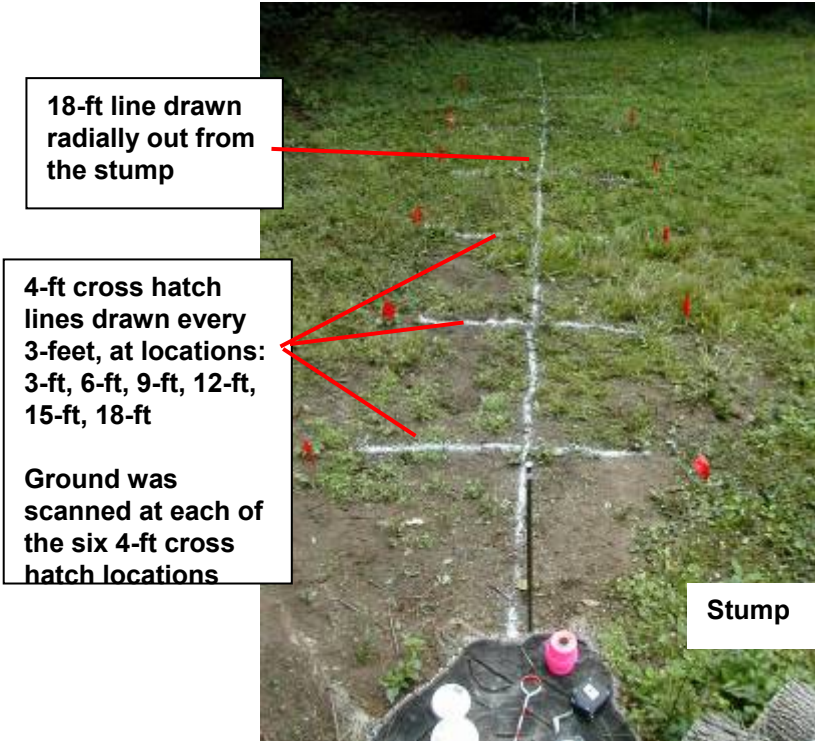 18-ft line drawn
radially out from
the stump
4-ft cross hatch
lines drawn every
3-feet, at locations:
3-ft, 6-ft, 9-ft, 12-ft,
15-ft, 18-ft
Ground was
scanned at each of
the six 4-ft cross
hatch locations
Stump